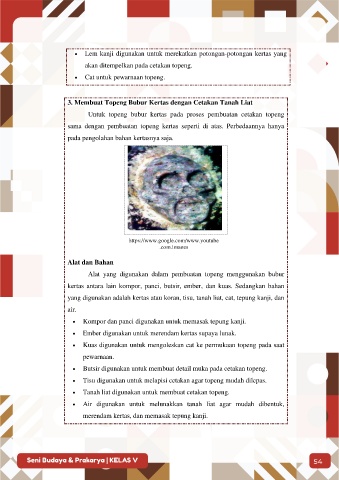 • Lem kanji digunakan untuk merekatkan potongan-potongan kertas yang
akan ditempelkan pada cetakan topeng.
• Cat untuk pewarnaan topeng.
3. Membuat Topeng Bubur Kertas dengan Cetakan Tanah Liat
Untuk topeng bubur kertas pada proses pembuatan cetakan topeng
sama dengan pembuatan topeng kertas seperti di atas. Perbedaannya hanya
pada pengolahan bahan kertasnya saja.
https://www.google.com/www.youtube
.com/mases
Alat dan Bahan
Alat yang digunakan dalam pembuatan topeng menggunakan bubur
kertas antara lain kompor, panci, butsir, ember, dan kuas. Sedangkan bahan
yang digunakan adalah kertas atau koran, tisu, tanah liat, cat, tepung kanji, dan
air.
• Kompor dan panci digunakan untuk memasak tepung kanji.
• Ember digunakan untuk merendam kertas supaya lunak.
• Kuas digunakan untuk mengoleskan cat ke permukaan topeng pada saat
pewarnaan.
• Butsir digunakan untuk membuat detail muka pada cetakan topeng.
• Tisu digunakan untuk melapisi cetakan agar topeng mudah dilepas.
• Tanah liat digunakan untuk membuat cetakan topeng.
• Air digunakan untuk melunakkan tanah liat agar mudah dibentuk,
merendam kertas, dan memasak tepung kanji.
Seni Budaya & Prakarya | KELAS V
54